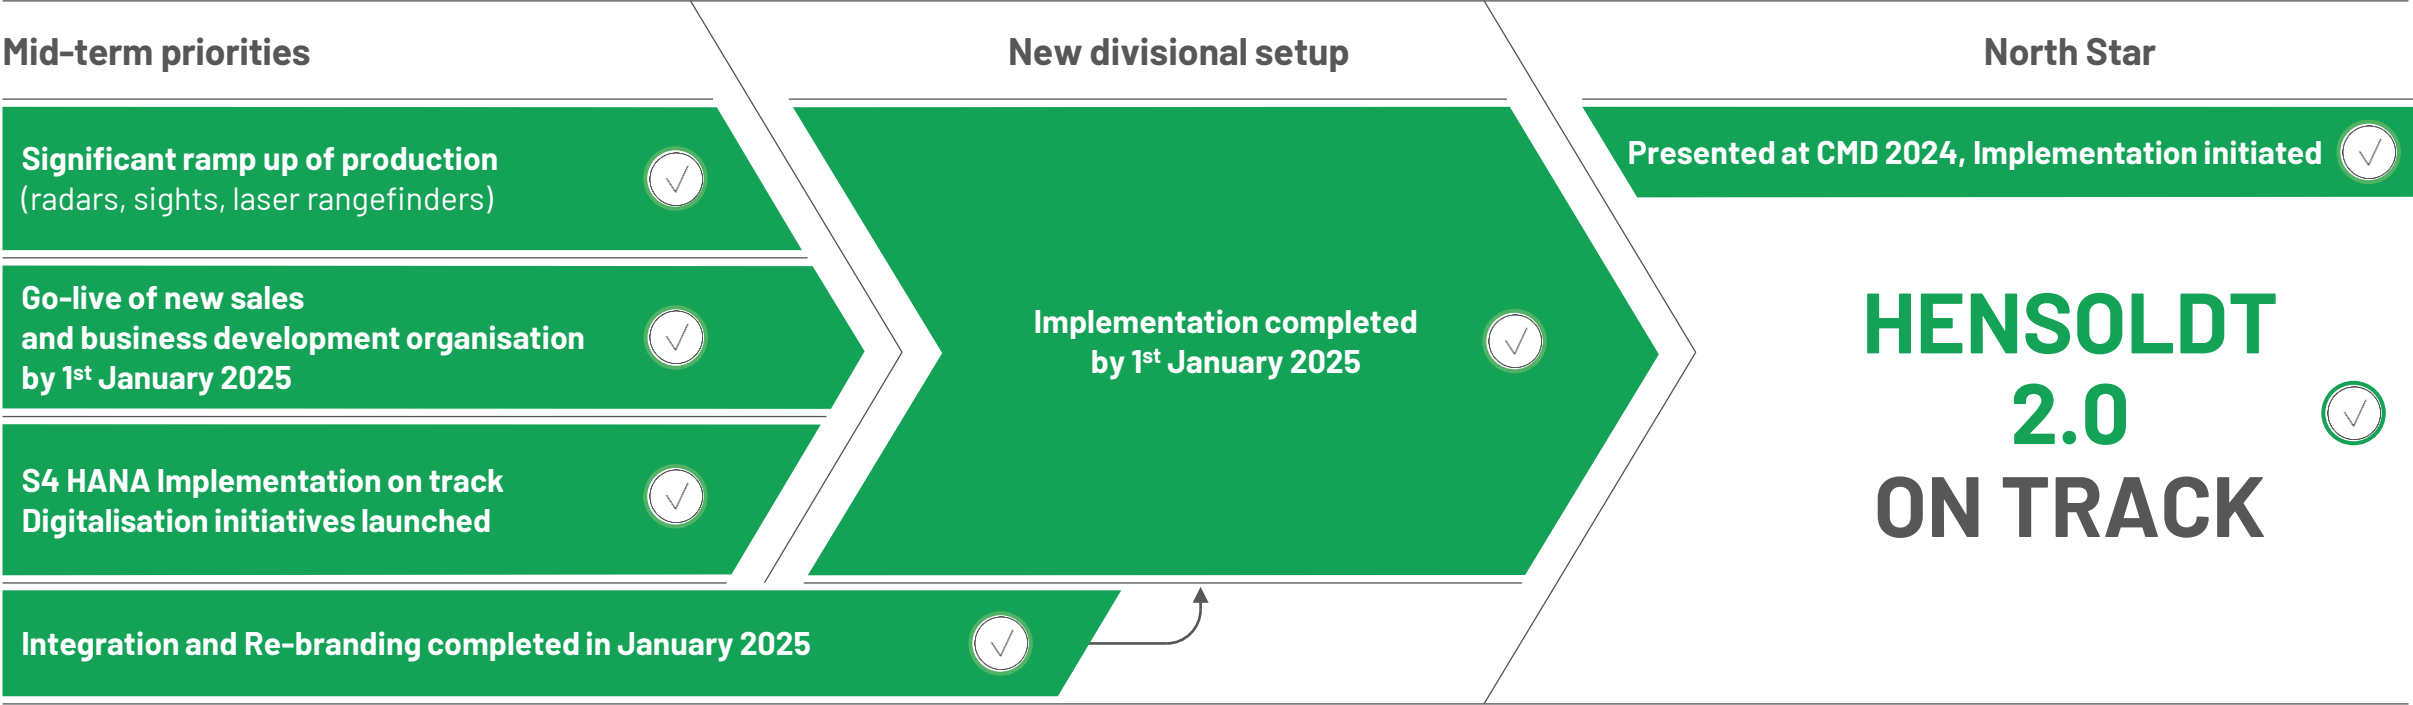 Mid-term priorities
Significant ramp up of production
(radars, sights, laser rangefinders)
Go-live of new sales
and business development organisation
by 1st January 2025
S4 HANA Implementation on track
Digitalisation initiatives launched
Integration and Re-branding completed in January 2025
New divisional setup
Implementation completed
by 1st January 2025
North Star
Presented at CMD 2024, Implementation initiated
HENSOLDT
2.0
ON TRACK